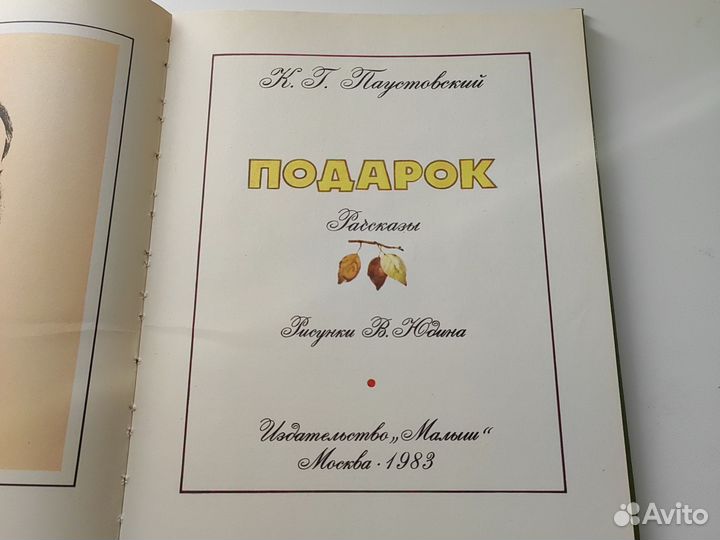 К. Г. Паустовский
ПОДАРОК
Рассказы
Рисунки В. Юдина
Издательство „Малыш“
Москва · 1983
Avito